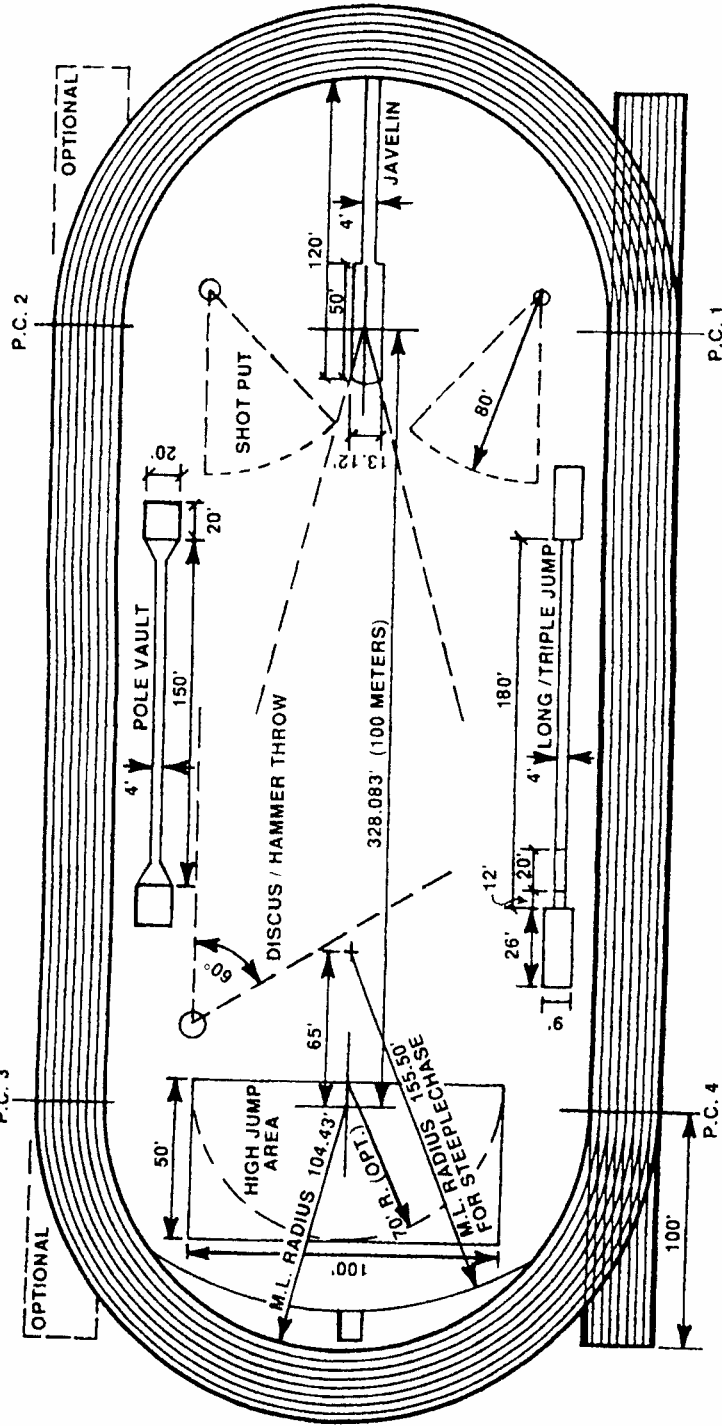 OPTIONAL
P.C. 2
P.C. 3
OPTIONAL
20'
20'
POLE VAULT
150'
4'
SHOT PUT
120'
50'
4'
JAVELIN
13.12'
80'
P.C. 1
DISCUS / HAMMER THROW
60°
328.083' (100 METERS)
65'
50'
HIGH JUMP
AREA
M.L. RADIUS 104.43'
70' R. (OPT.)
M.L. RADIUS 155.50'
FOR STEEPLECHASE
100'
180'
LONG / TRIPLE JUMP
4'
12'
20'
26'
9'
P.C. 4
100'